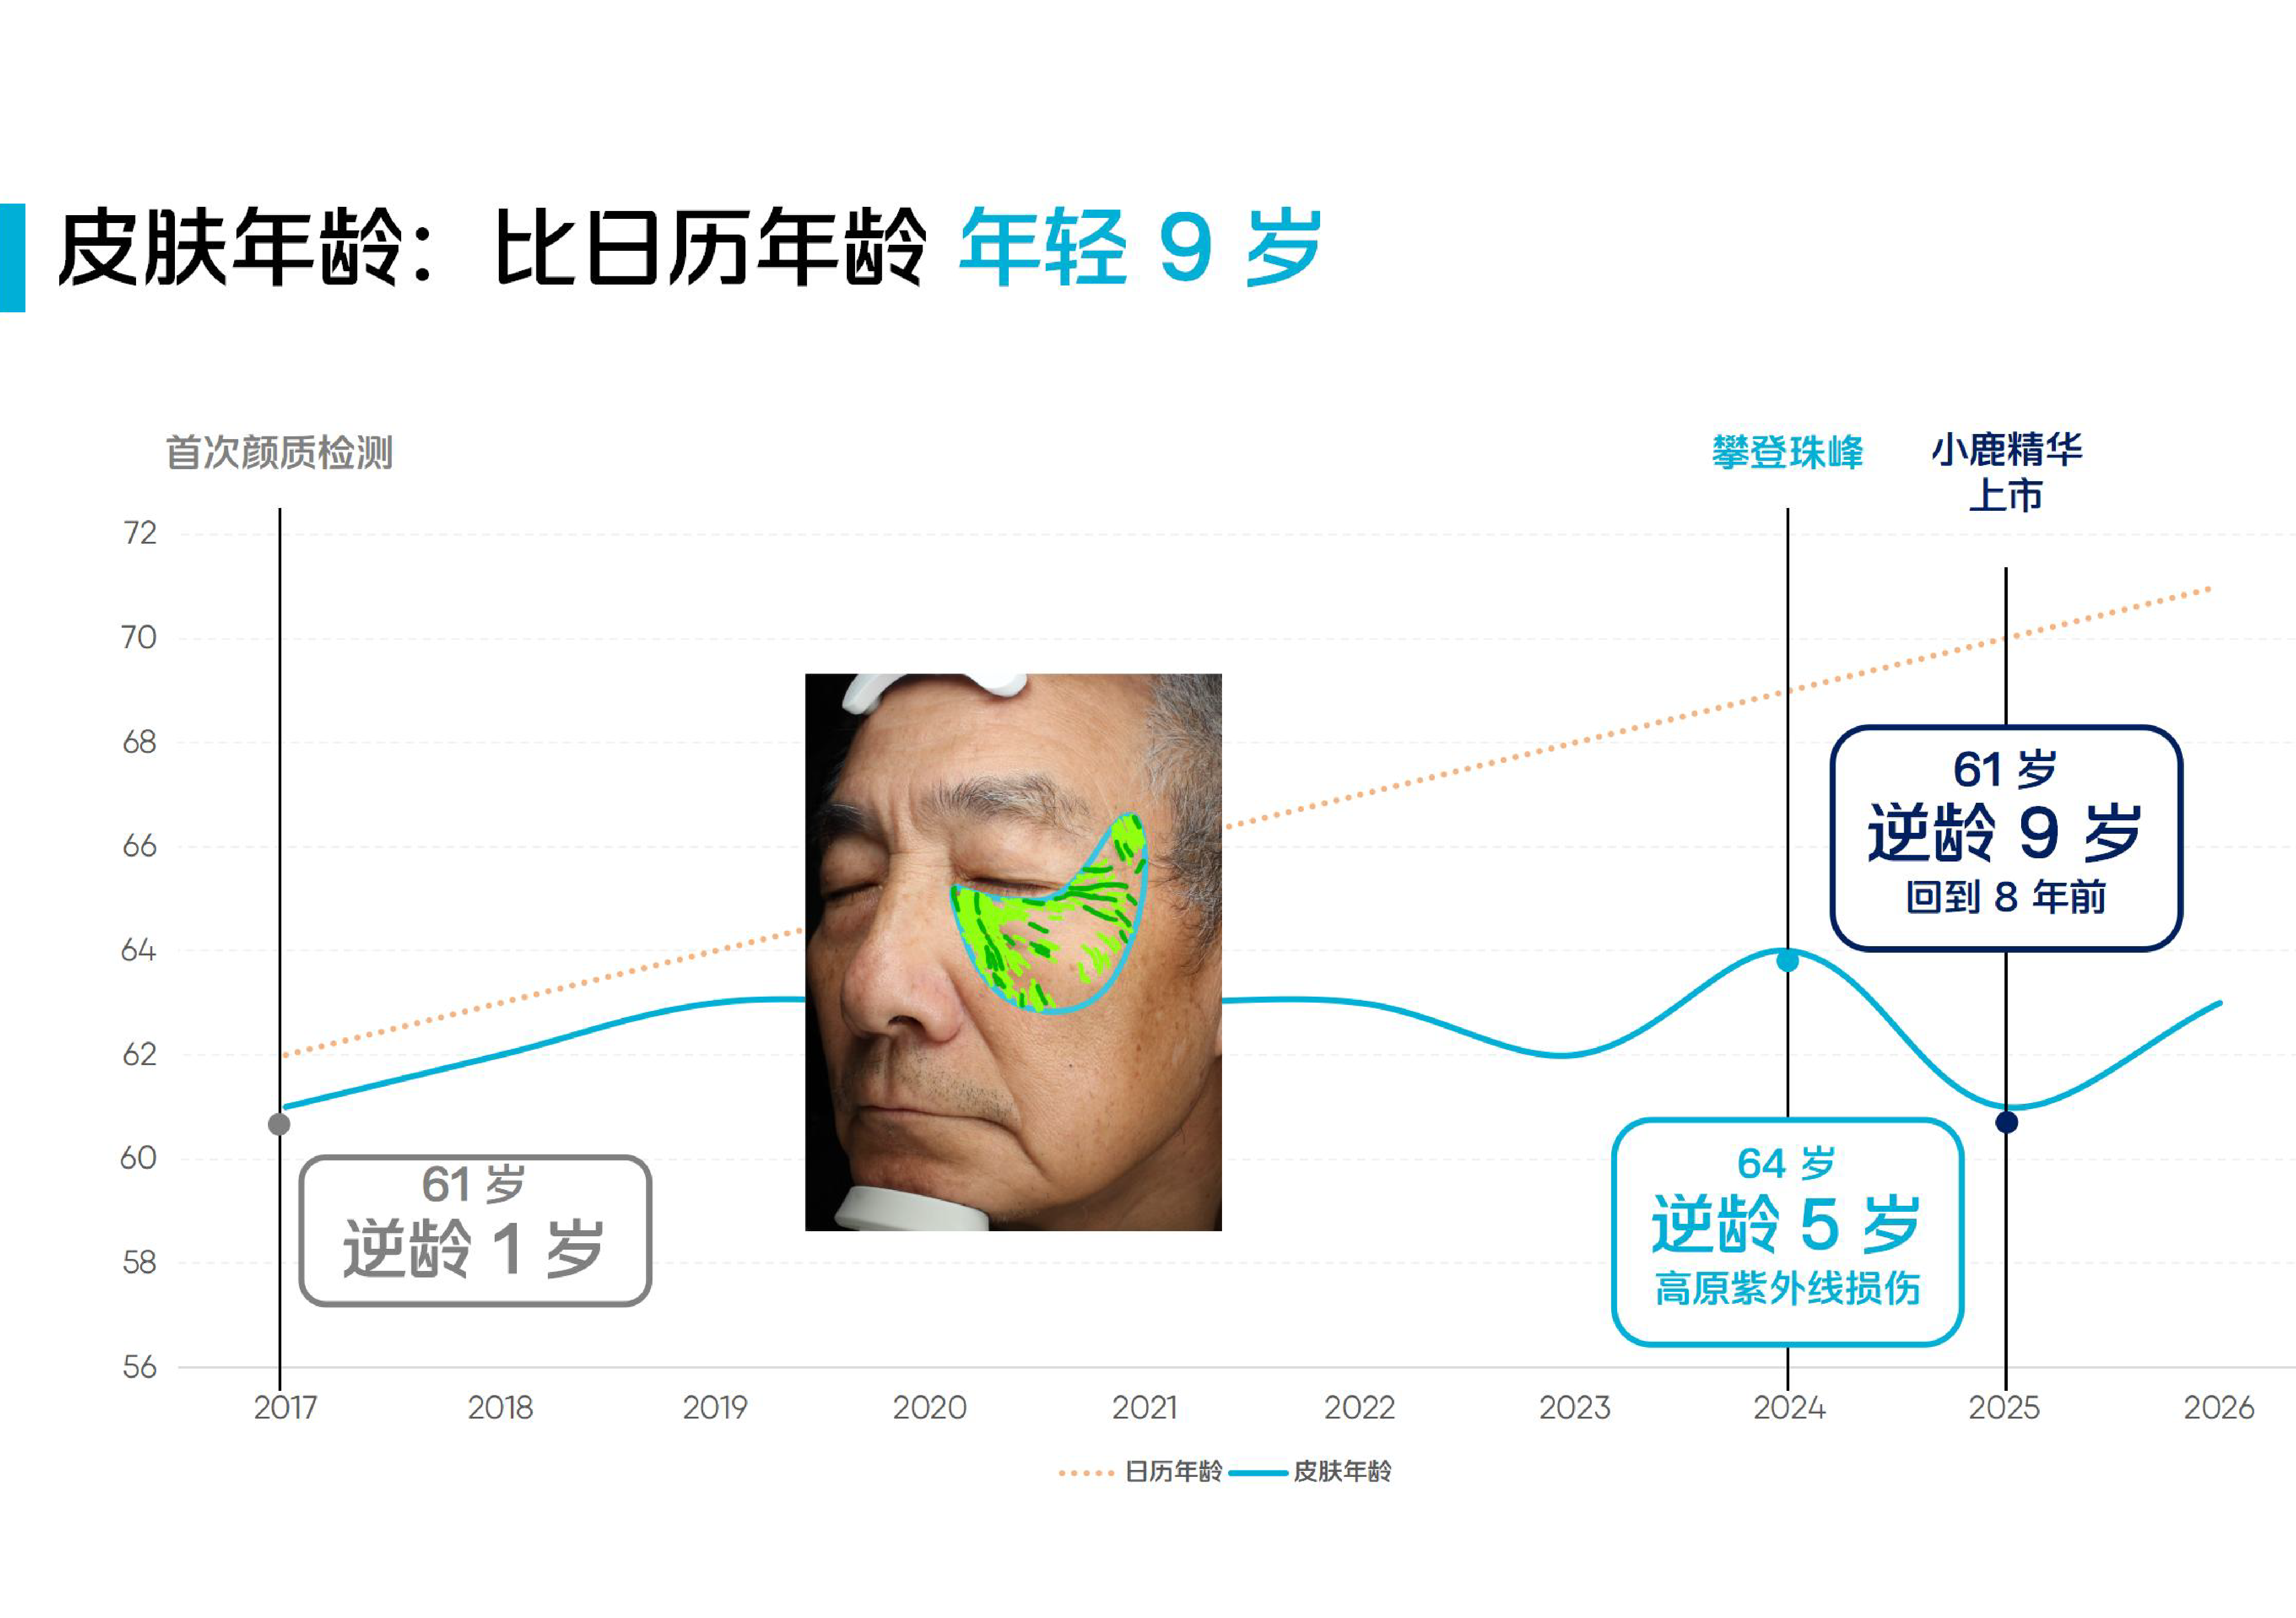 皮肤年龄：比日历年龄 年轻 9 岁
首次颜质检测
攀登珠峰
小鹿精华
上市
72
70
68
66
64
62
60
58
56
61 岁
逆龄 1 岁
64 岁
逆龄 5 岁
高原紫外线损伤
61 岁
逆龄 9 岁
回到 8 年前
2017 2018 2019 2020 2021 2022 2023 2024 2025 2026
日历年龄 皮肤年龄